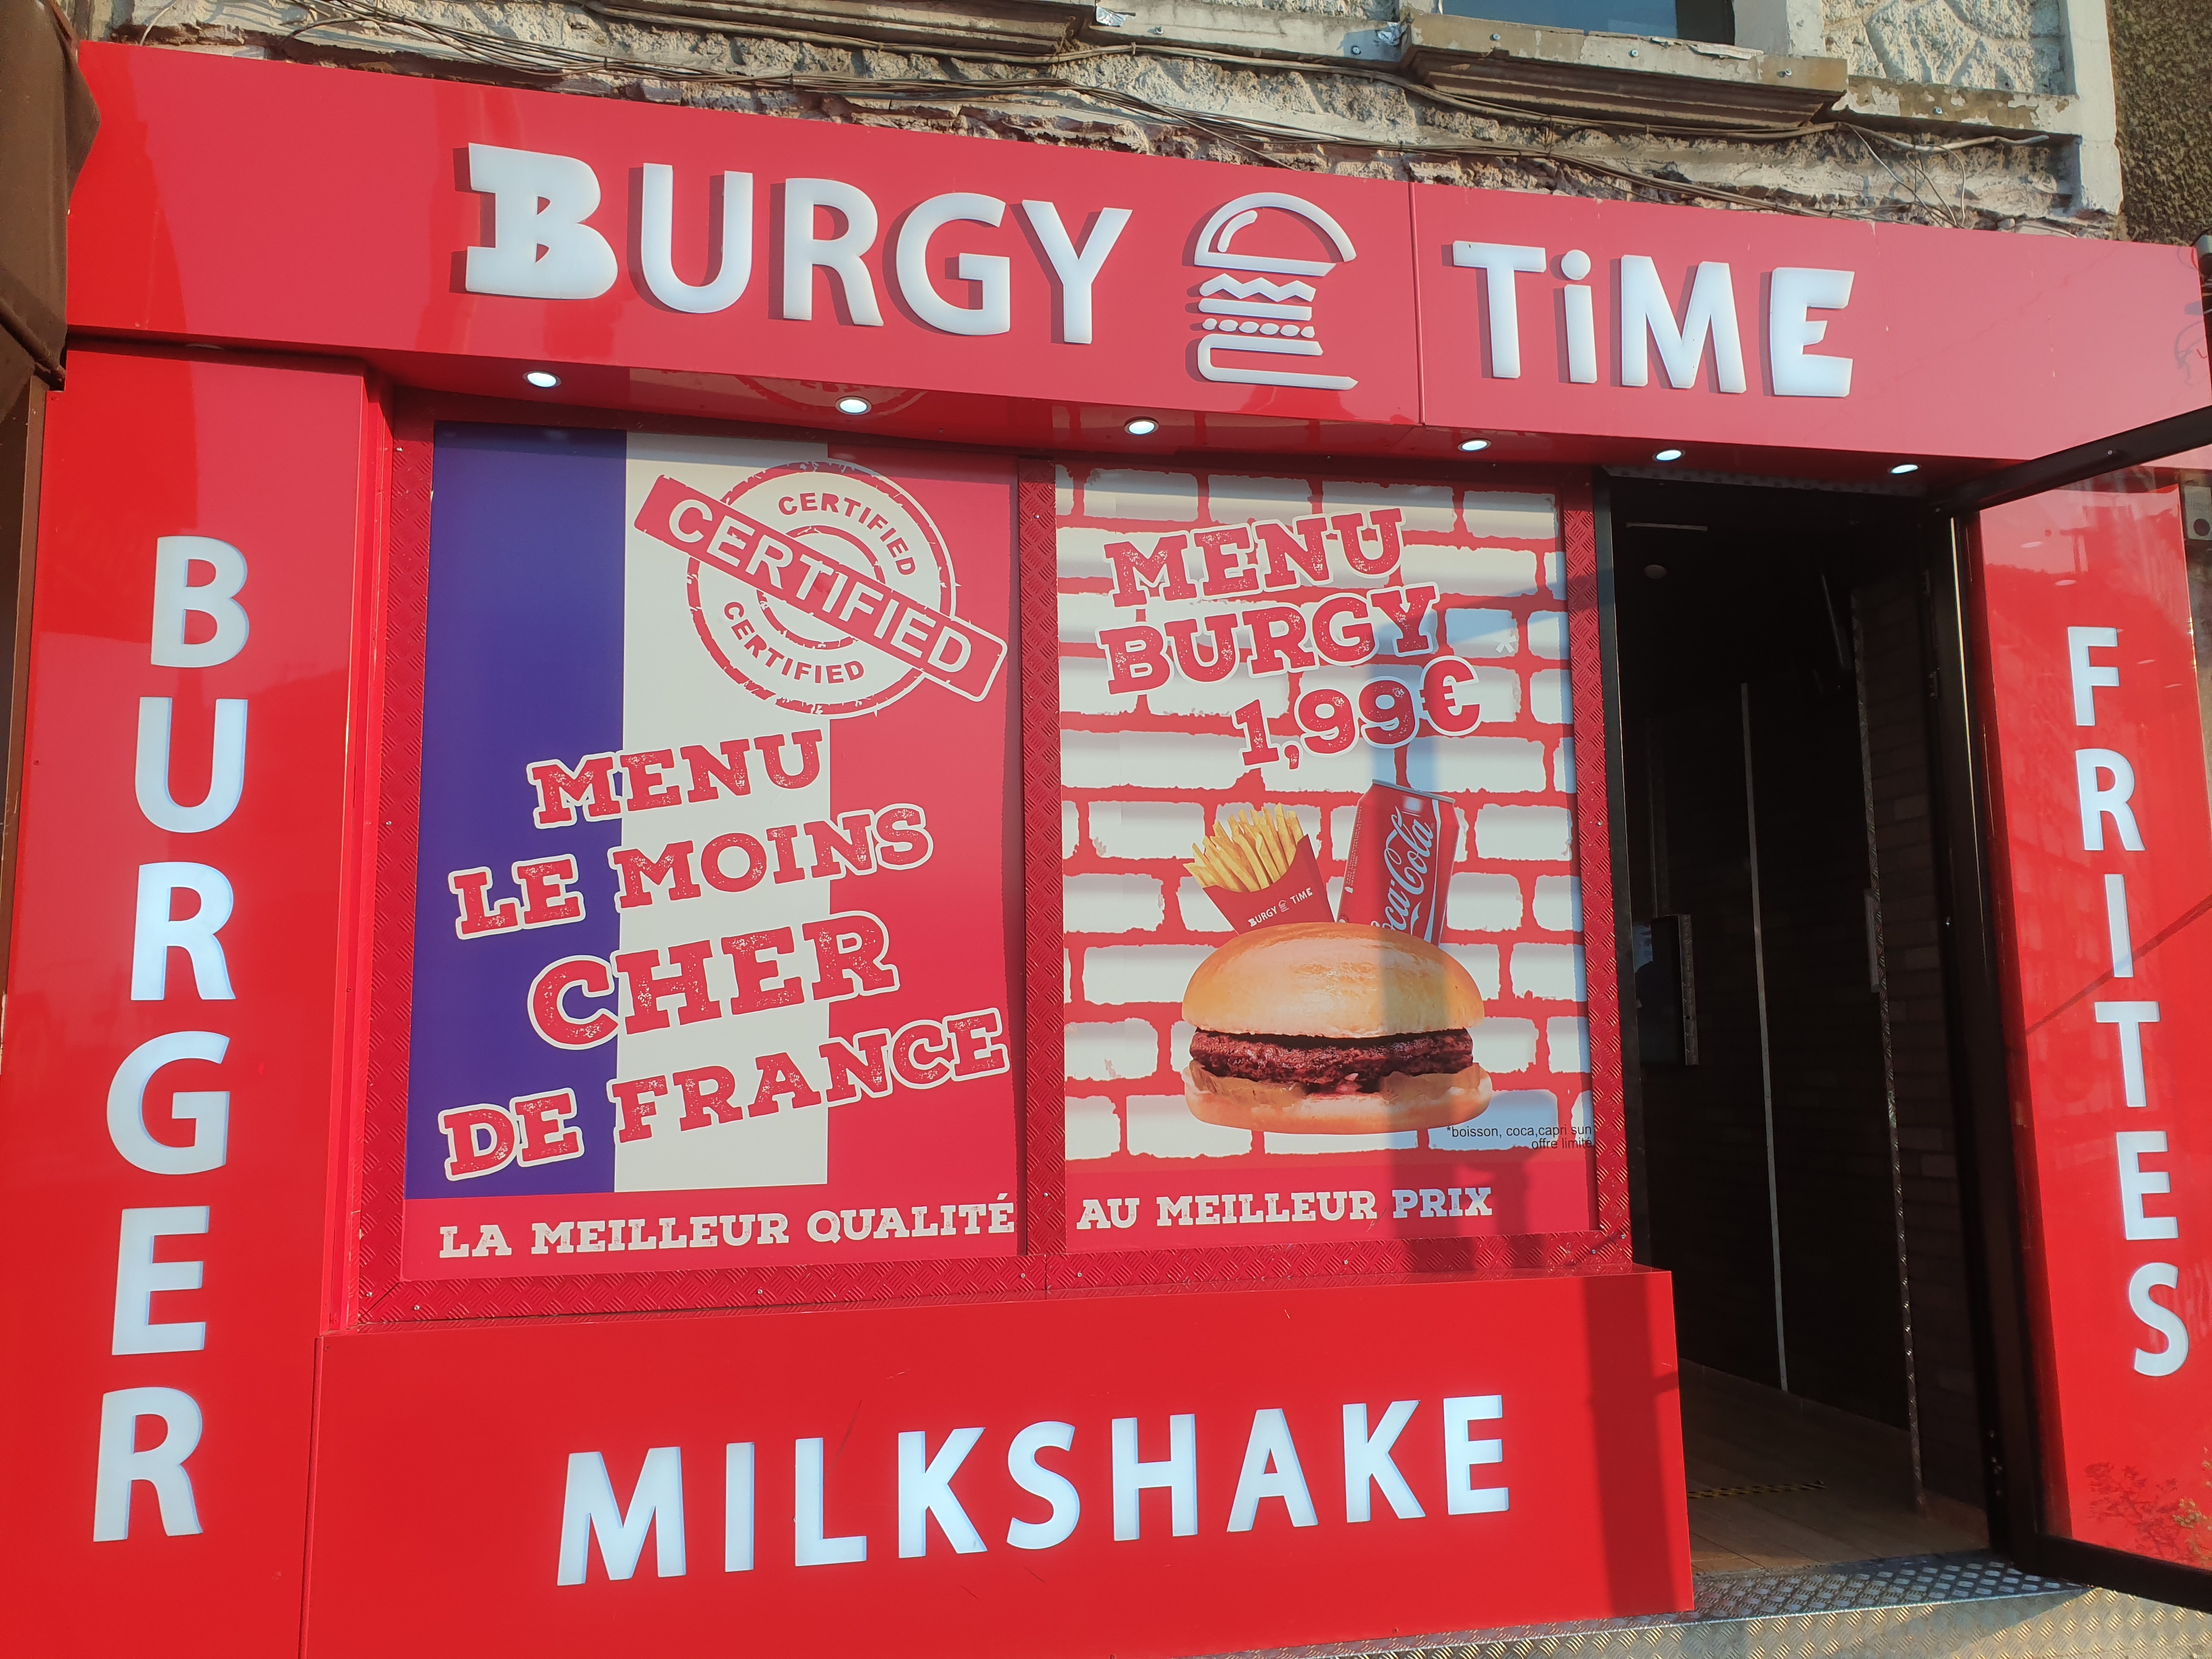 BURGY TiME
BURGER
CERTIFIED
CERTIFIED
CERTIFIED
MENU
LE MOINS
CHER
DE FRANCE
LA MEILLEUR QUALITÉ
MENU
BURGY *
1,99€
BURGY TIME
Coca-Cola
*boisson, coca,capri sun
offre limité
AU MEILLEUR PRIX
FRITES
MILKSHAKE